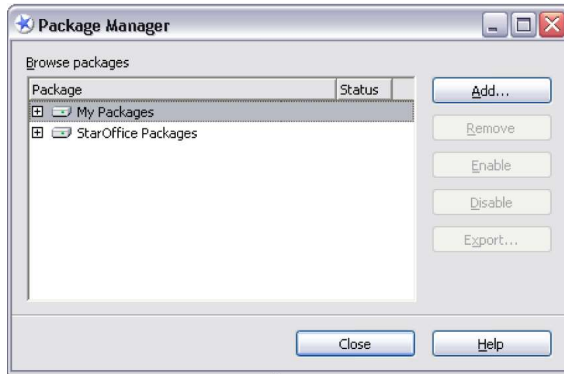 Package Manager
Browse packages
Package Status
My Packages
StarOffice Packages
Add...
Remove
Enable
Disable
Export...
Close Help